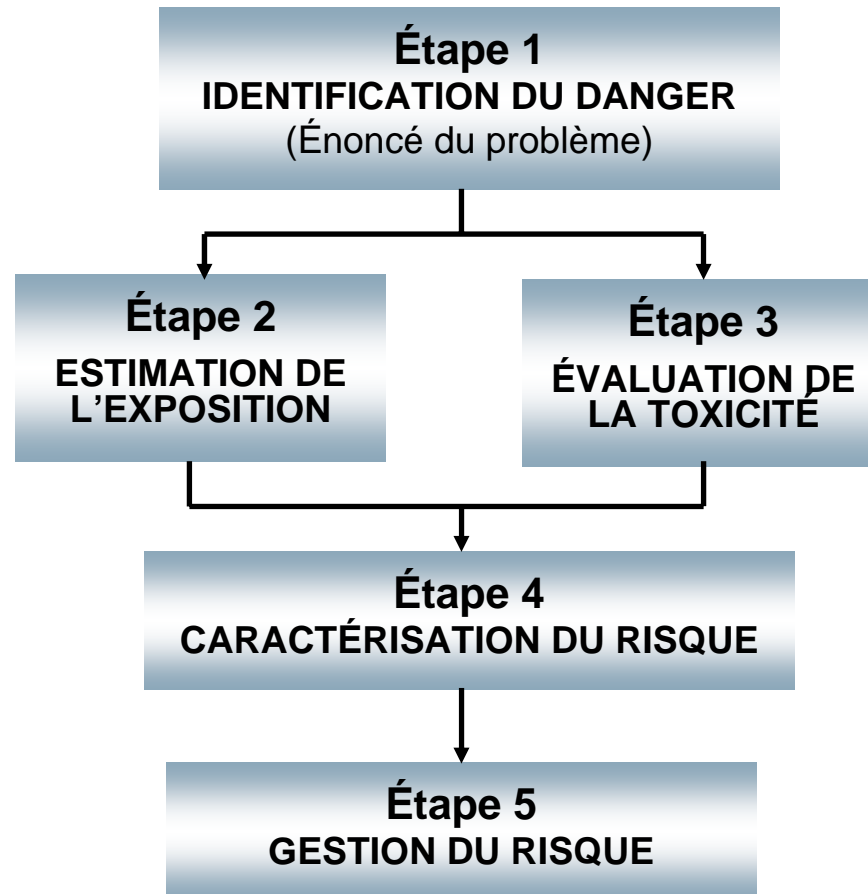 Étape 1
IDENTIFICATION DU DANGER
(Énoncé du problème)
Étape 2
ESTIMATION DE
L’EXPOSITION
Étape 3
ÉVALUATION DE
LA TOXICITÉ
Étape 4
CARACTÉRISATION DU RISQUE
Étape 5
GESTION DU RISQUE